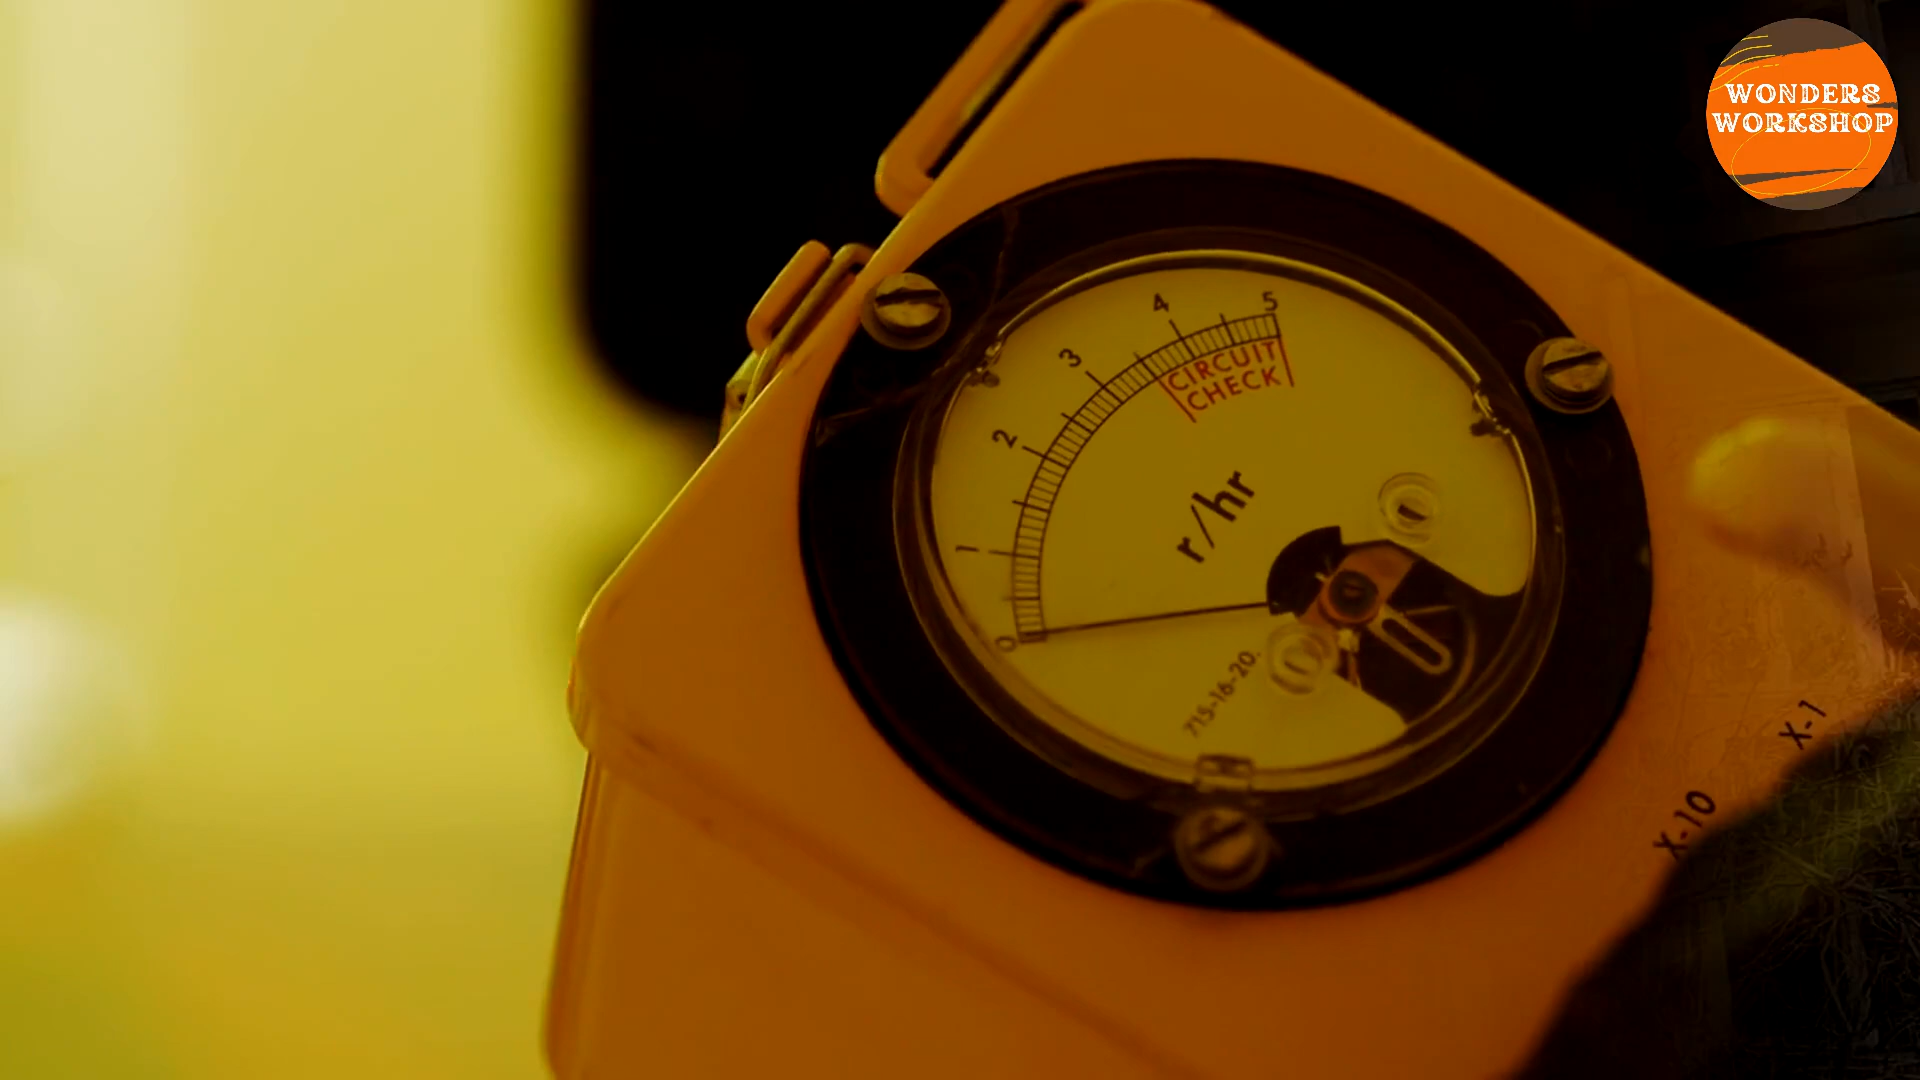 WONDERS
WORKSHOP
0 1 2 3 4 5
CIRCUIT
CHECK
r/hr
715-16-20.
X-1
X-10